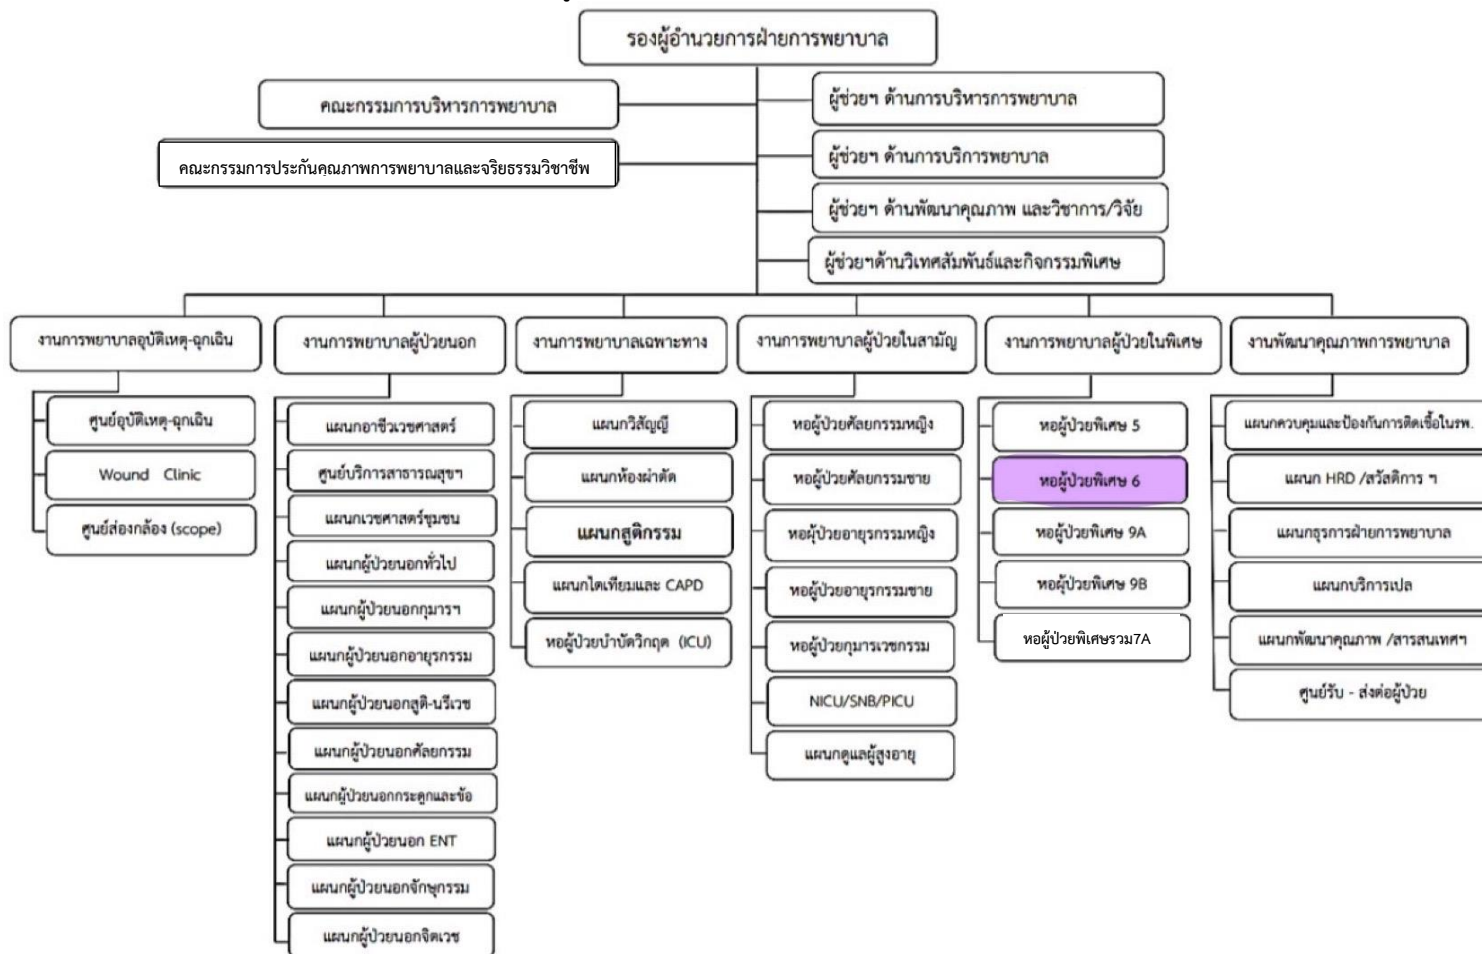 รองผู้อำนวยการฝ่ายการพยาบาล
คณะกรรมการบริหารการพยาบาล
คณะกรรมการประกันคุณภาพการพยาบาลและจริยธรรมวิชาชีพ
ผู้ช่วยฯ ด้านการบริหารการพยาบาล
ผู้ช่วยฯ ด้านการบริการพยาบาล
ผู้ช่วยฯ ด้านพัฒนาคุณภาพ และวิชาการ/วิจัย
ผู้ช่วยฯด้านวิเทศสัมพันธ์และกิจกรรมพิเศษ
งานการพยาบาลอุบัติเหตุ-ฉุกเฉิน
ศูนย์อุบัติเหตุ-ฉุกเฉิน
Wound Clinic
ศูนย์ส่องกล้อง (scope)
งานการพยาบาลผู้ป่วยนอก
แผนกอาชีวเวชศาสตร์
ศูนย์บริการสาธารณสุขฯ
แผนกเวชศาสตร์ชุมชน
แผนกผู้ป่วยนอกทั่วไป
แผนกผู้ป่วยนอกกุมารฯ
แผนกผู้ป่วยนอกอายุรกรรม
แผนกผู้ป่วยนอกสูติ-นรีเวช
แผนกผู้ป่วยนอกศัลยกรรม
แผนกผู้ป่วยนอกกระดูกและข้อ
แผนกผู้ป่วยนอก ENT
แผนกผู้ป่วยนอกจักษุกรรม
แผนกผู้ป่วยนอกจิตเวช
งานการพยาบาลเฉพาะทาง
แผนกวิสัญญี
แผนกห้องผ่าตัด
แผนกสูติกรรม
แผนกไตเทียมและ CAPD
หอผู้ป่วยบำบัดวิกฤต (ICU)
งานการพยาบาลผู้ป่วยในสามัญ
หอผู้ป่วยศัลยกรรมหญิง
หอผู้ป่วยศัลยกรรมชาย
หอผู้ป่วยอายุรกรรมหญิง
หอผู้ป่วยอายุรกรรมชาย
หอผู้ป่วยกุมารเวชกรรม
NICU/SNB/PICU
แผนกดูแลผู้สูงอายุ
งานการพยาบาลผู้ป่วยในพิเศษ
หอผู้ป่วยพิเศษ 5
หอผู้ป่วยพิเศษ 6
หอผู้ป่วยพิเศษ 9A
หอผู้ป่วยพิเศษ 9B
หอผู้ป่วยพิเศษรวม7A
งานพัฒนาคุณภาพการพยาบาล
แผนกควบคุมและป้องกันการติดเชื้อในรพ.
แผนก HRD /สวัสดิการ ฯ
แผนกธุรการฝ่ายการพยาบาล
แผนกบริการเปล
แผนกพัฒนาคุณภาพ /สารสนเทศฯ
ศูนย์รับ - ส่งต่อผู้ป่วย